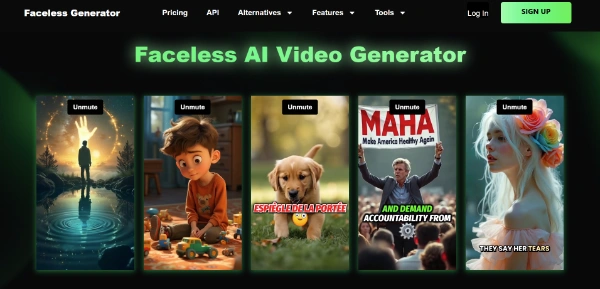 Faceless Generator
Pricing
API
Alternatives
Features
Tools
Log In
SIGN UP
Faceless AI Video Generator
Unmute
Unmute
Unmute
ESPIÈGLE DE LA PORTÉE
Unmute
MAHA
Make America Healthy Again
AND DEMAND
ACCOUNTABILITY FROM
Unmute
THEY SAY HER TEARS